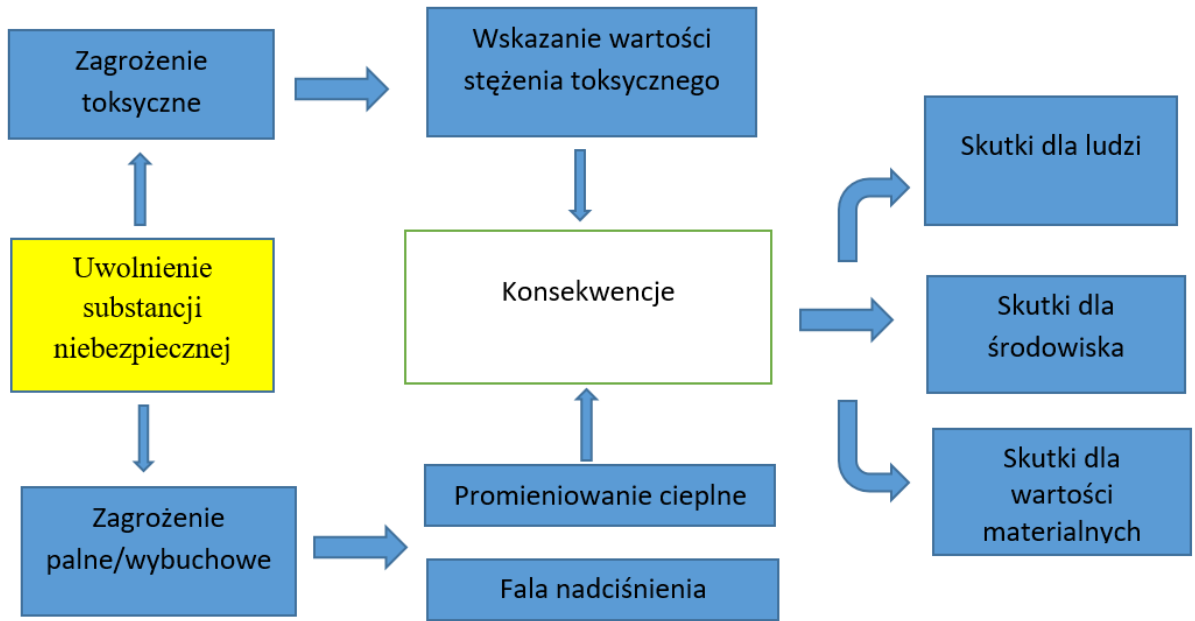 Zagrożenie
toksyczne
Wskazanie wartości
stężenia toksycznego
Skutki dla ludzi
Uwolnienie
substancji
niebezpiecznej
Konsekwencje
Skutki dla
środowiska
Zagrożenie
palne/wybuchowe
Promieniowanie cieplne
Fala nadciśnienia
Skutki dla
wartości
materialnych